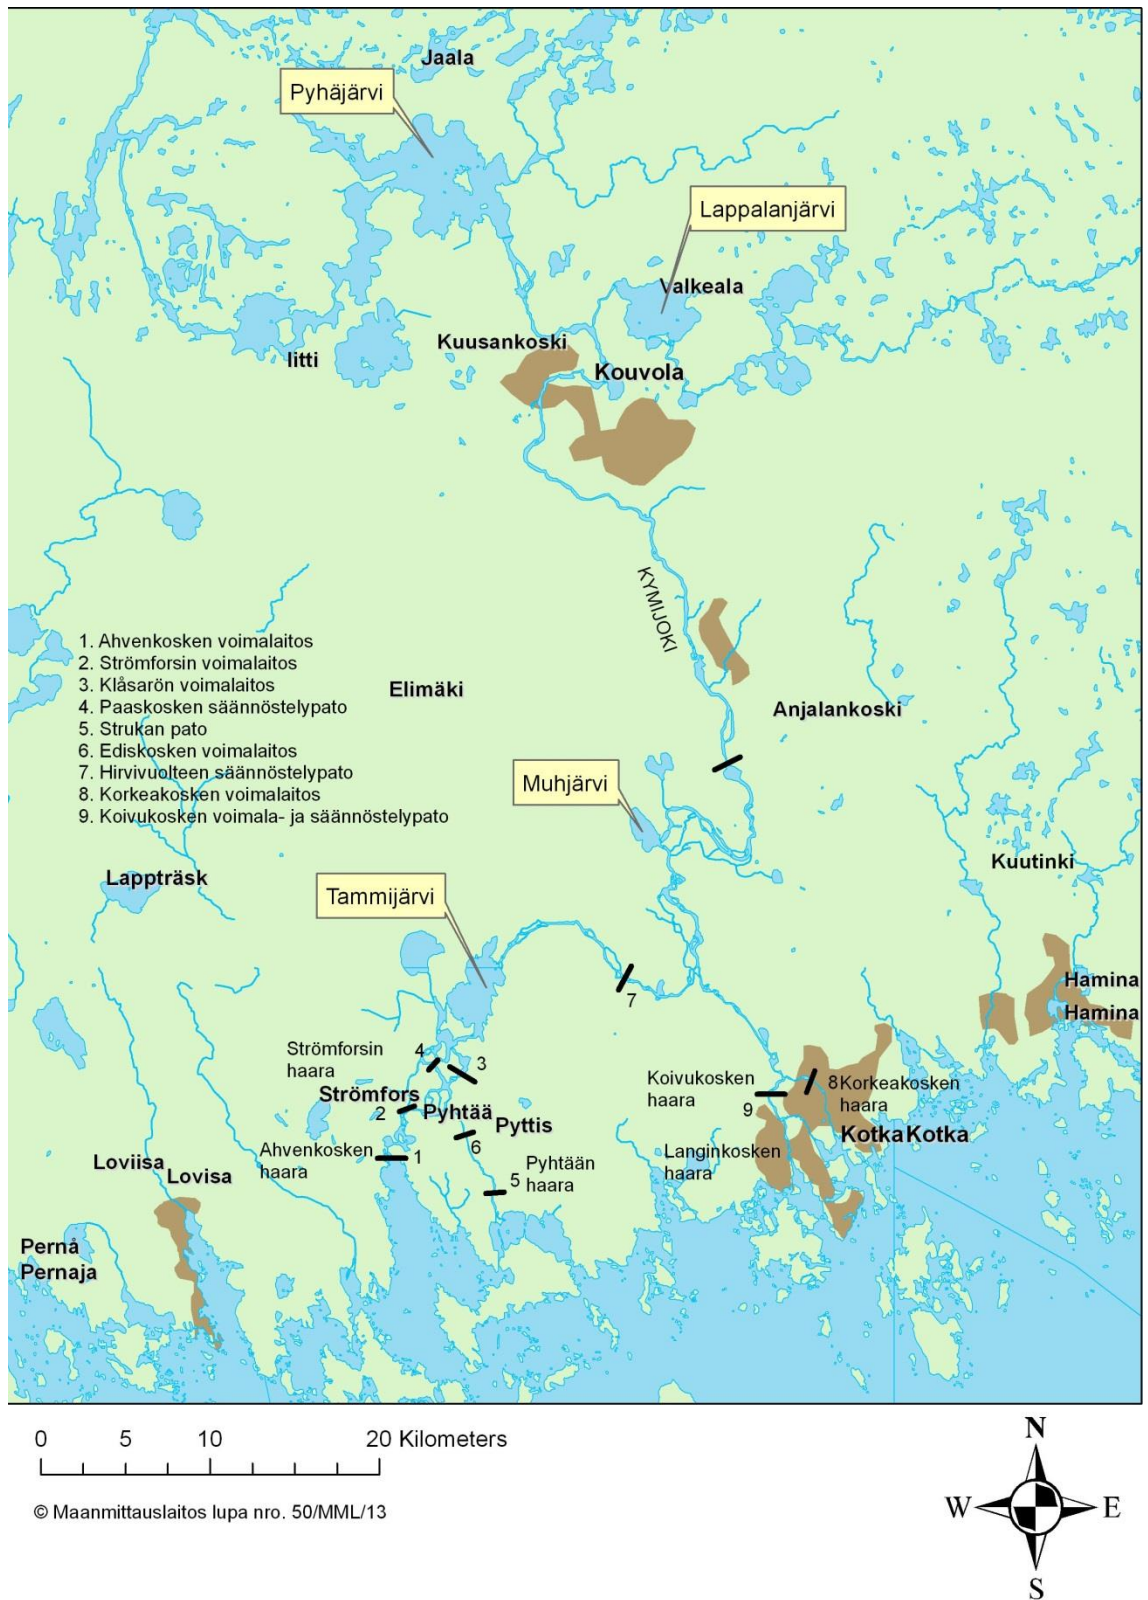 Jaala
Pyhäjärvi
Lappalanjärvi
Valkeala
Kuusankoski
Iitti
Kouvola
KYMIJOKI
1. Ahvenkosken voimalaitos
2. Strömforsin voimalaitos
3. Klåsarön voimalaitos
4. Paaskosken säännöstelypato
5. Strukan pato
6. Ediskosken voimalaitos
7. Hirvivuolteen säännöstelypato
8. Korkeakosken voimalaitos
9. Koivukosken voimala- ja säännöstelypato
Elimäki
Anjalankoski
Muhjärvi
Kuutinki
Lappträsk
Tammijärvi
Hamina
Hamina
7
Strömforsin
haara
4
3
Koivukosken
haara
9
8
Korkeakosken
haara
Strömfors
2
Pyhtää
Pyttis
6
KotkaKotka
Ahvenkosken
haara
1
Langinkosken
haara
Pyhtään
haara
5
Loviisa
Lovisa
Pernå
Pernaja
0 5 10 20 Kilometers
© Maanmittauslaitos lupa nro. 50/MML/13
N
W E
S